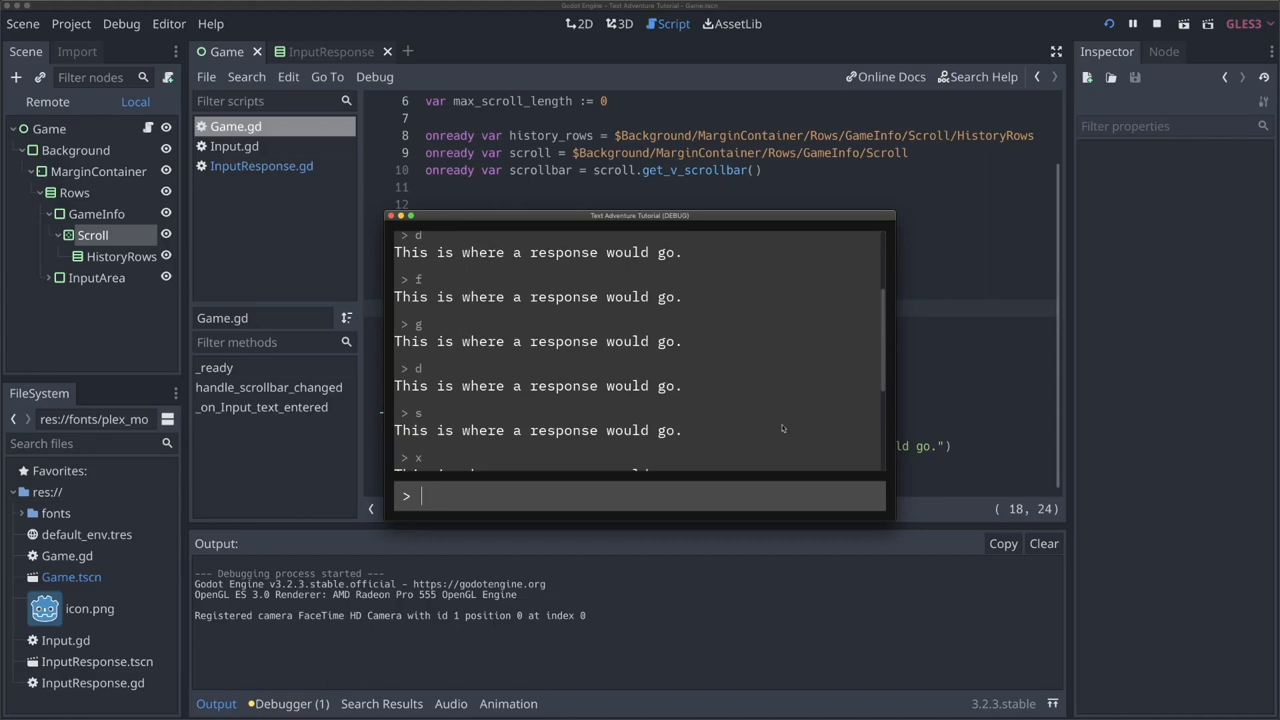 Godot Engine - Text Adventure Tutorial - Game.tscn
Scene Project Debug Editor Help
2D 3D Script AssetLib
GLES3
Scene Import
Filter nodes
Remote Local
Game
Background
MarginContainer
Rows
GameInfo
Scroll
HistoryRows
InputArea
FileSystem
res://fonts/plex_mo
Search files
Favorites:
res://
fonts
default_env.tres
Game.gd
Game.tscn
icon.png
Input.gd
InputResponse.tscn
InputResponse.gd
Game InputResponse
File Search Edit Go To Debug
Online Docs Search Help
Filter scripts
Game.gd
Input.gd
InputResponse.gd
Game.gd
Filter methods
_ready
handle_scrollbar_changed
_on_Input_text_entered
6 var max_scroll_length := 0
7
8 onready var history_rows = $Background/MarginContainer/Rows/GameInfo/Scroll/HistoryRows
9 onready var scroll = $Background/MarginContainer/Rows/GameInfo/Scroll
10 onready var scrollbar = scroll.get_v_scrollbar()
11
12
ld go.")
( 18, 24)
Text Adventure Tutorial (DEBUG)
> d
This is where a response would go.
> f
This is where a response would go.
> g
This is where a response would go.
> d
This is where a response would go.
> s
This is where a response would go.
> x
>
Output:
Copy Clear
--- Debugging process started ---
Godot Engine v3.2.3.stable.official - https://godotengine.org
OpenGL ES 3.0 Renderer: AMD Radeon Pro 555 OpenGL Engine
Registered camera FaceTime HD Camera with id 1 position 0 at index 0
Output Debugger (1) Search Results Audio Animation
3.2.3.stable
Inspector Node
Filter properties